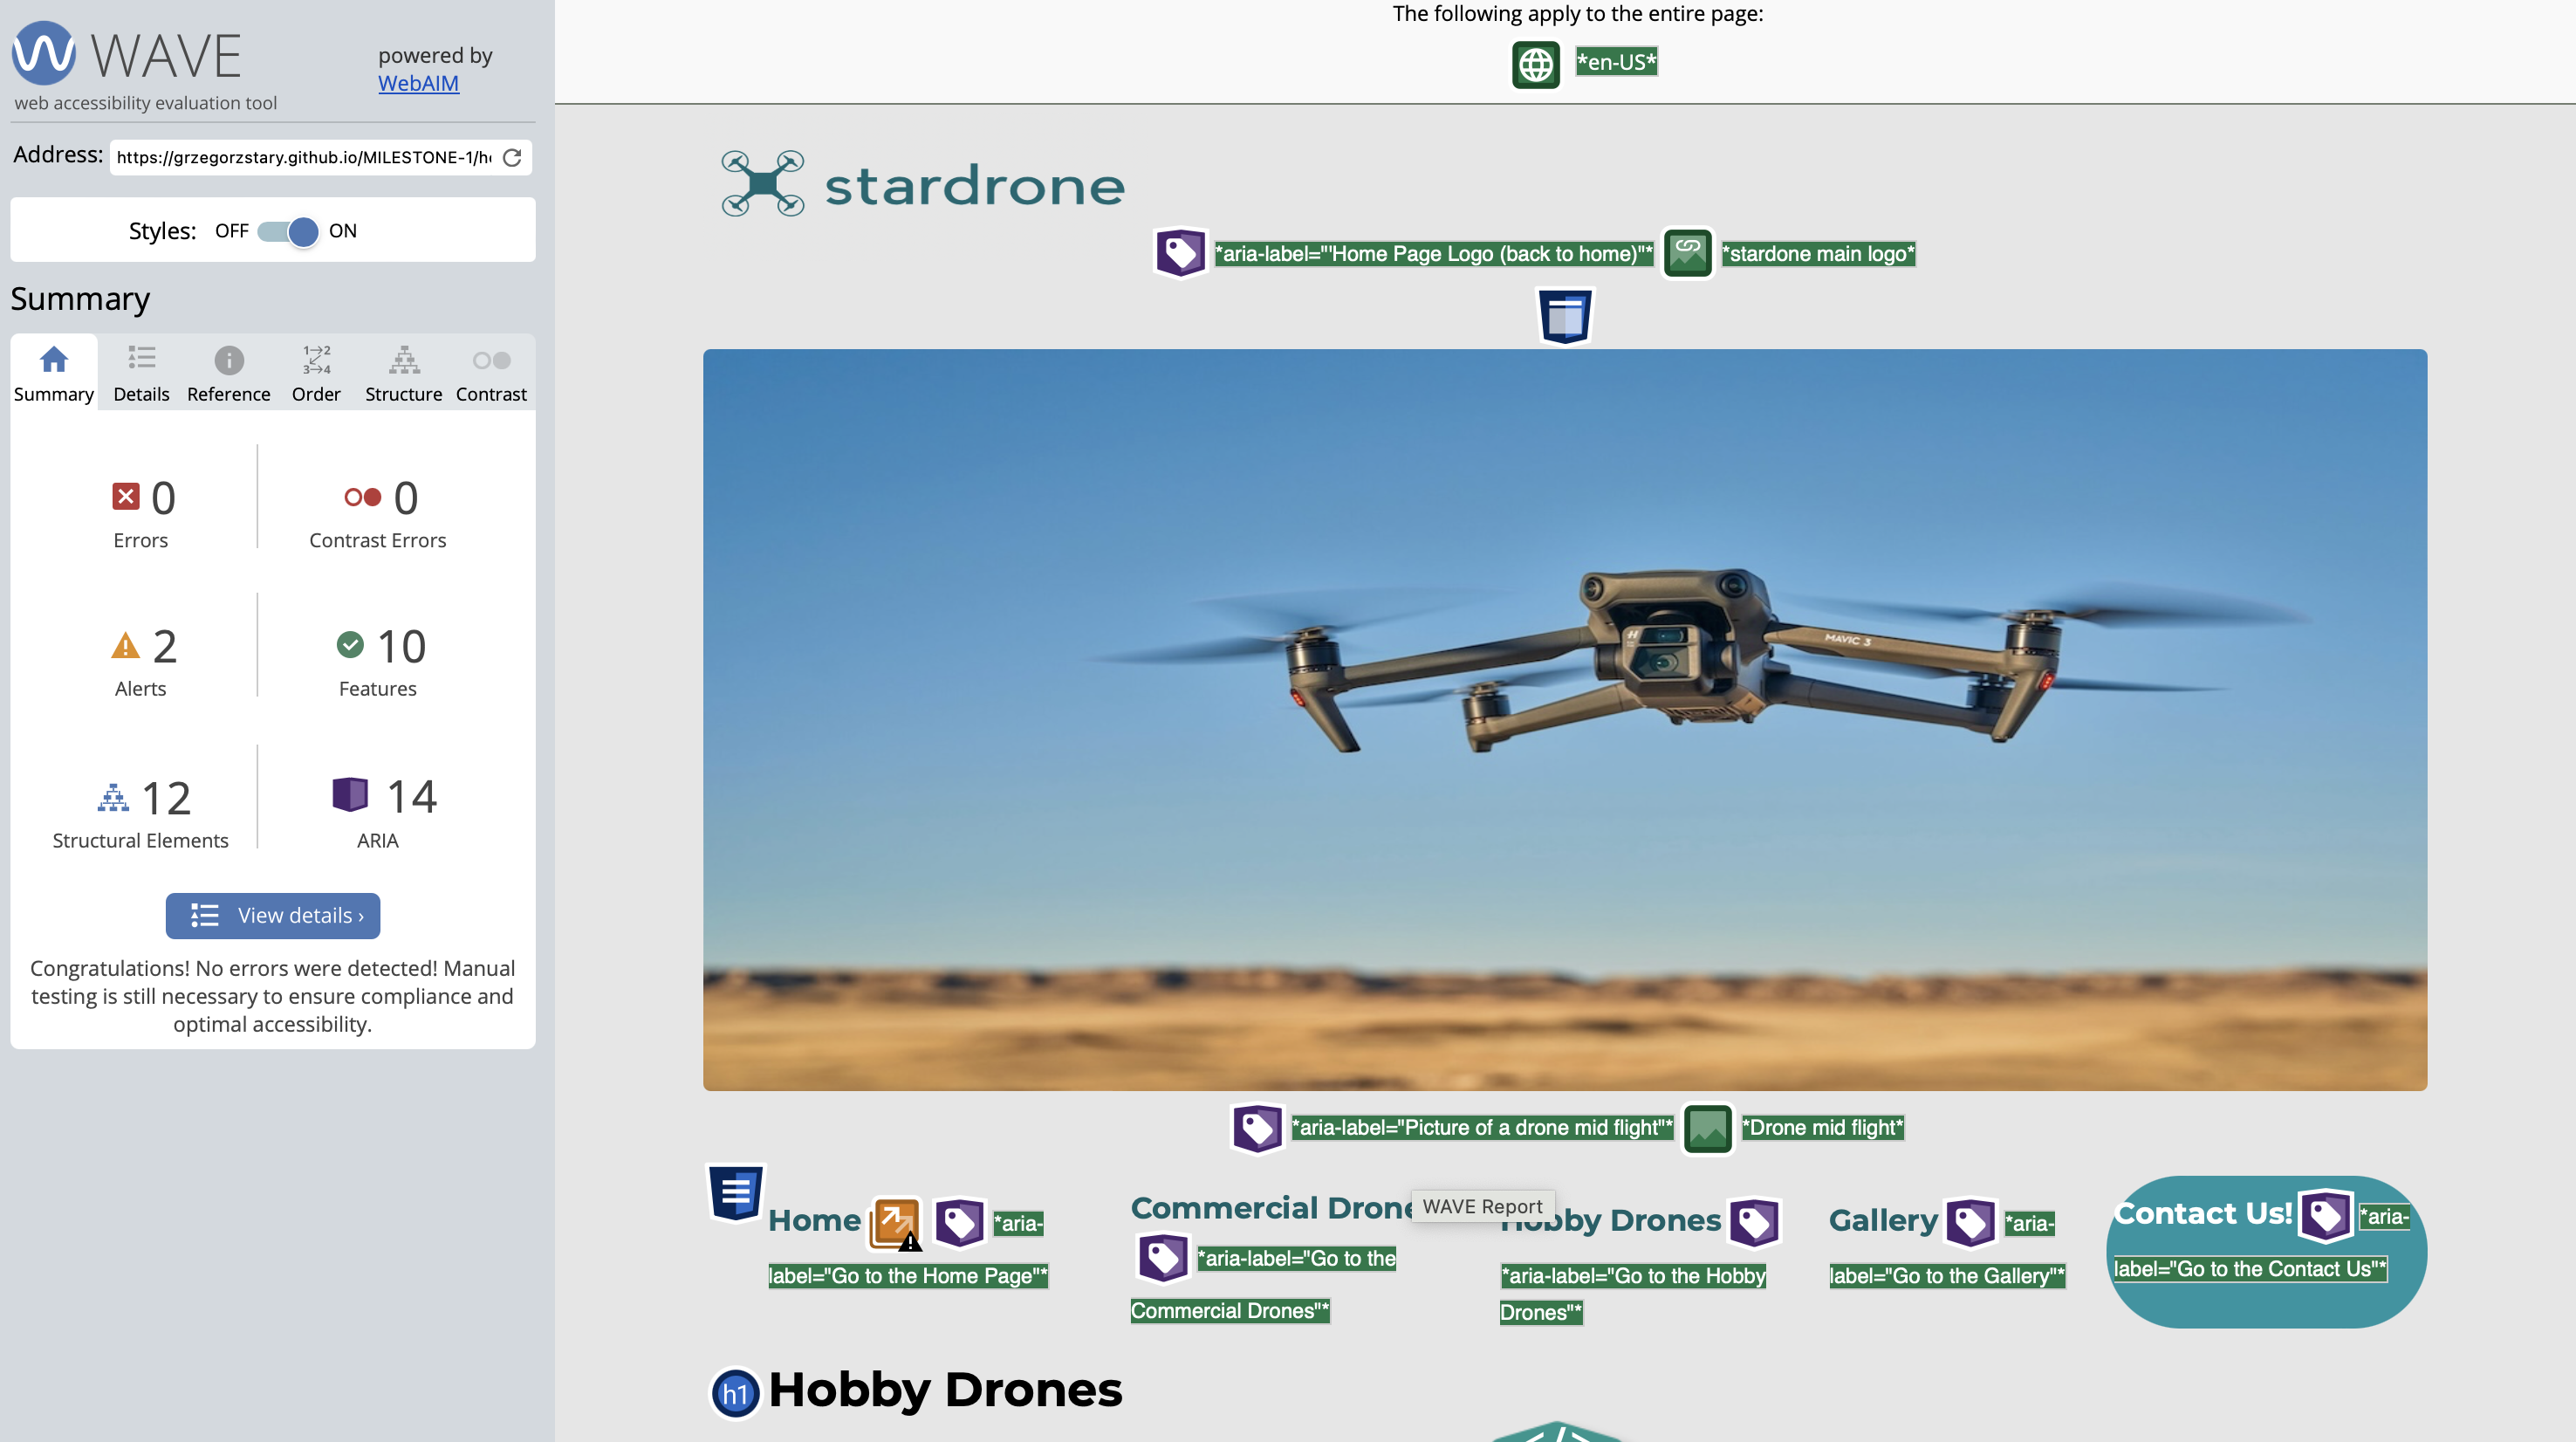 WAVE
powered by
WebAIM
web accessibility evaluation tool
Address: https://grzegorzstary.github.io/MILESTONE-1/h
Styles: OFF ON
Summary
Summary Details Reference Order Structure Contrast
0 Errors
0 Contrast Errors
2 Alerts
10 Features
12 Structural Elements
14 ARIA
View details ›
Congratulations! No errors were detected! Manual
testing is still necessary to ensure compliance and
optimal accessibility.
The following apply to the entire page:
*en-US*
stardrone
*aria-label="'Home Page Logo (back to home)"* *stardone main logo*
MAVIC 3
*aria-label="Picture of a drone mid flight"* *Drone mid flight*
Home *aria-
label="Go to the Home Page"*
Commercial Drone
*aria-label="Go to the
Commercial Drones"*
WAVE Report
Hobby Drones
*aria-label="Go to the Hobby
Drones"*
Gallery *aria-
label="Go to the Gallery"*
Contact Us! *aria-
label="Go to the Contact Us"*
h1 Hobby Drones